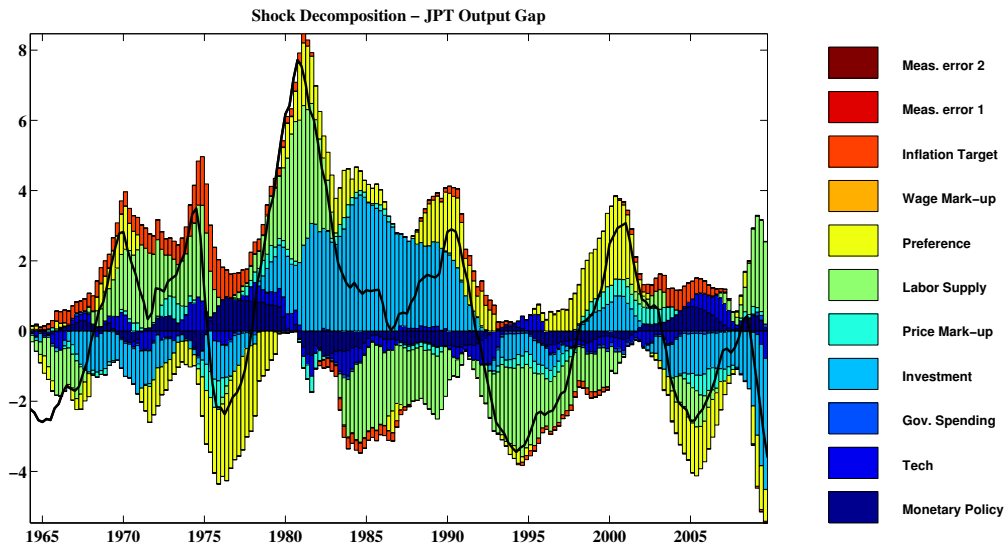 Shock Decomposition – JPT Output Gap
8
6
4
2
0
−2
−4
1965 1970 1975 1980 1985 1990 1995 2000 2005
Meas. error 2
Meas. error 1
Inflation Target
Wage Mark−up
Preference
Labor Supply
Price Mark−up
Investment
Gov. Spending
Tech
Monetary Policy